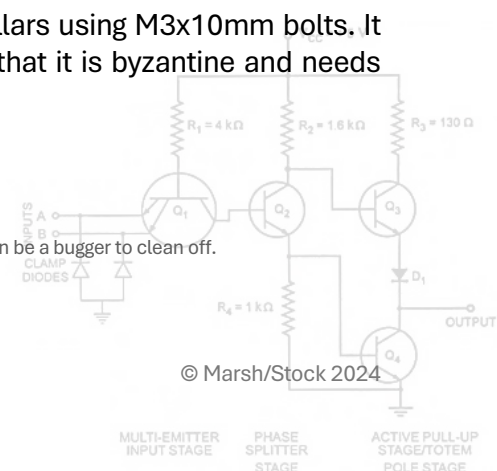 llars using M3x10mm bolts. It
that it is byzantine and needs
R₁ = 4 kΩ
R₂ = 1.6 kΩ
R₃ = 130 Ω
INPUTS
A
B
Q₁
Q₂
Q₃
n be a bugger to clean off.
CLAMP
DIODES
D₁
R₄ = 1 kΩ
OUTPUT
Q₄
© Marsh/Stock 2024
MULTI-EMITTER
INPUT STAGE
PHASE
SPLITTER
STAGE
ACTIVE PULL-UP
STAGE/TOTEM
POLE STAGE